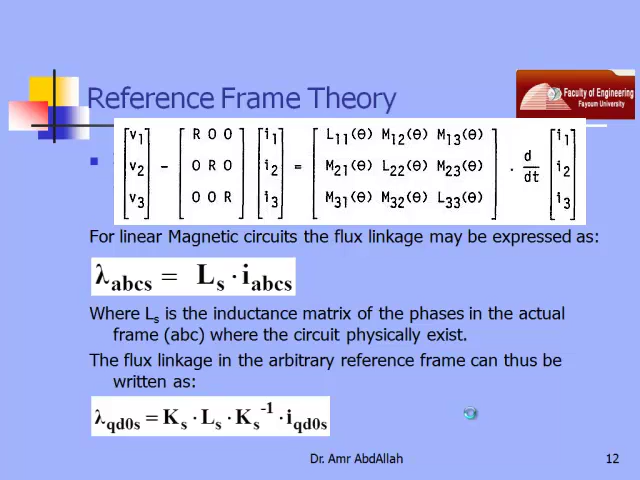 Reference Frame Theory
Faculty of Engineering
Fayoum University
v1 R O O i1 L11(Θ) M12(Θ) M13(Θ) i1
v2 − O R O i2 = M21(Θ) L22(Θ) M23(Θ) . d/dt i2
v3 O O R i3 M31(Θ) M32(Θ) L33(Θ) i3
For linear Magnetic circuits the flux linkage may be expressed as:
λabcs = Ls · iabcs
Where Ls is the inductance matrix of the phases in the actual
frame (abc) where the circuit physically exist.
The flux linkage in the arbitrary reference frame can thus be
written as:
λqd0s = Ks · Ls · Ks-1 · iqd0s
Dr. Amr AbdAllah
12